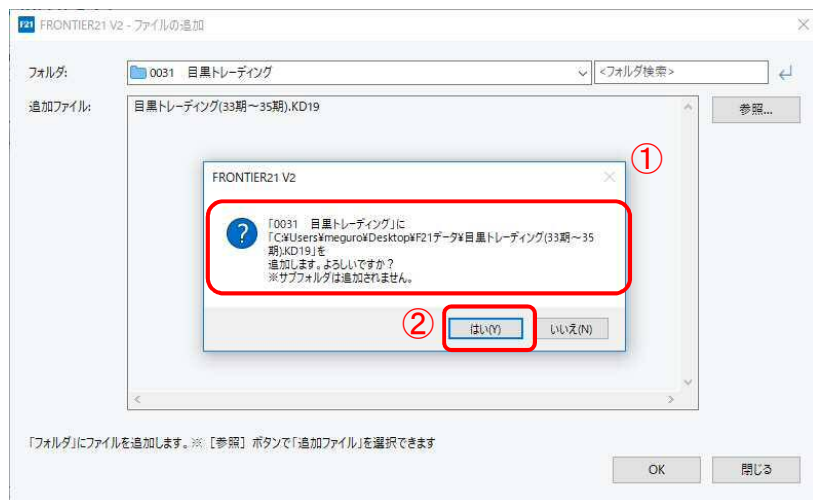 F21 FRONTIER21 V2 - ファイルの追加
フォルダ: 0031 目黒トレーディング <フォルダ検索>
追加ファイル: 目黒トレーディング(33期～35期).KD19 参照...
①
FRONTIER21 V2
「0031 目黒トレーディング」に
「C:¥Users¥meguro¥Desktop¥F21データ¥目黒トレーディング(33期～35
期).KD19」を
追加します。よろしいですか？
※サブフォルダは追加されません。
② はい(Y) いいえ(N)
「フォルダ」にファイルを追加します。※ [参照] ボタンで「追加ファイル」を選択できます
OK 閉じる